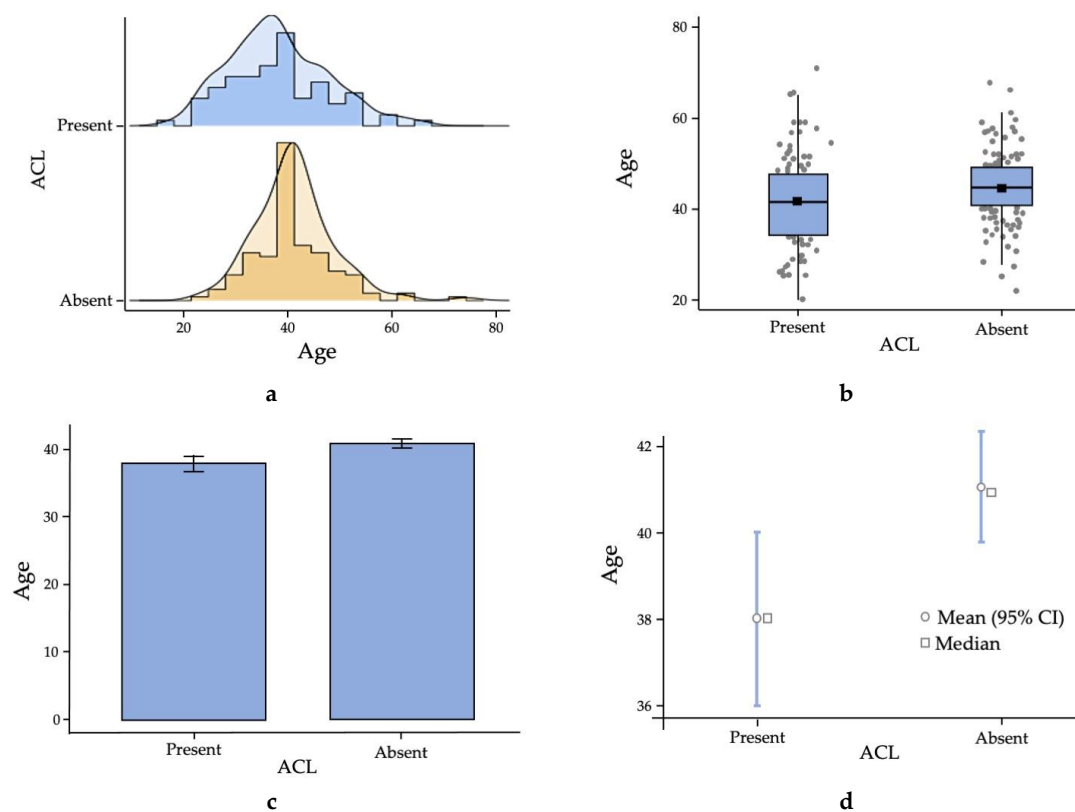 ACL
Present
Absent
20
40
60
80
Age
a
Age
80
60
40
20
Present
Absent
ACL
b
Age
40
30
20
10
0
Present
Absent
ACL
c
Age
42
40
38
36
Mean (95% CI)
Median
Present
Absent
ACL
d